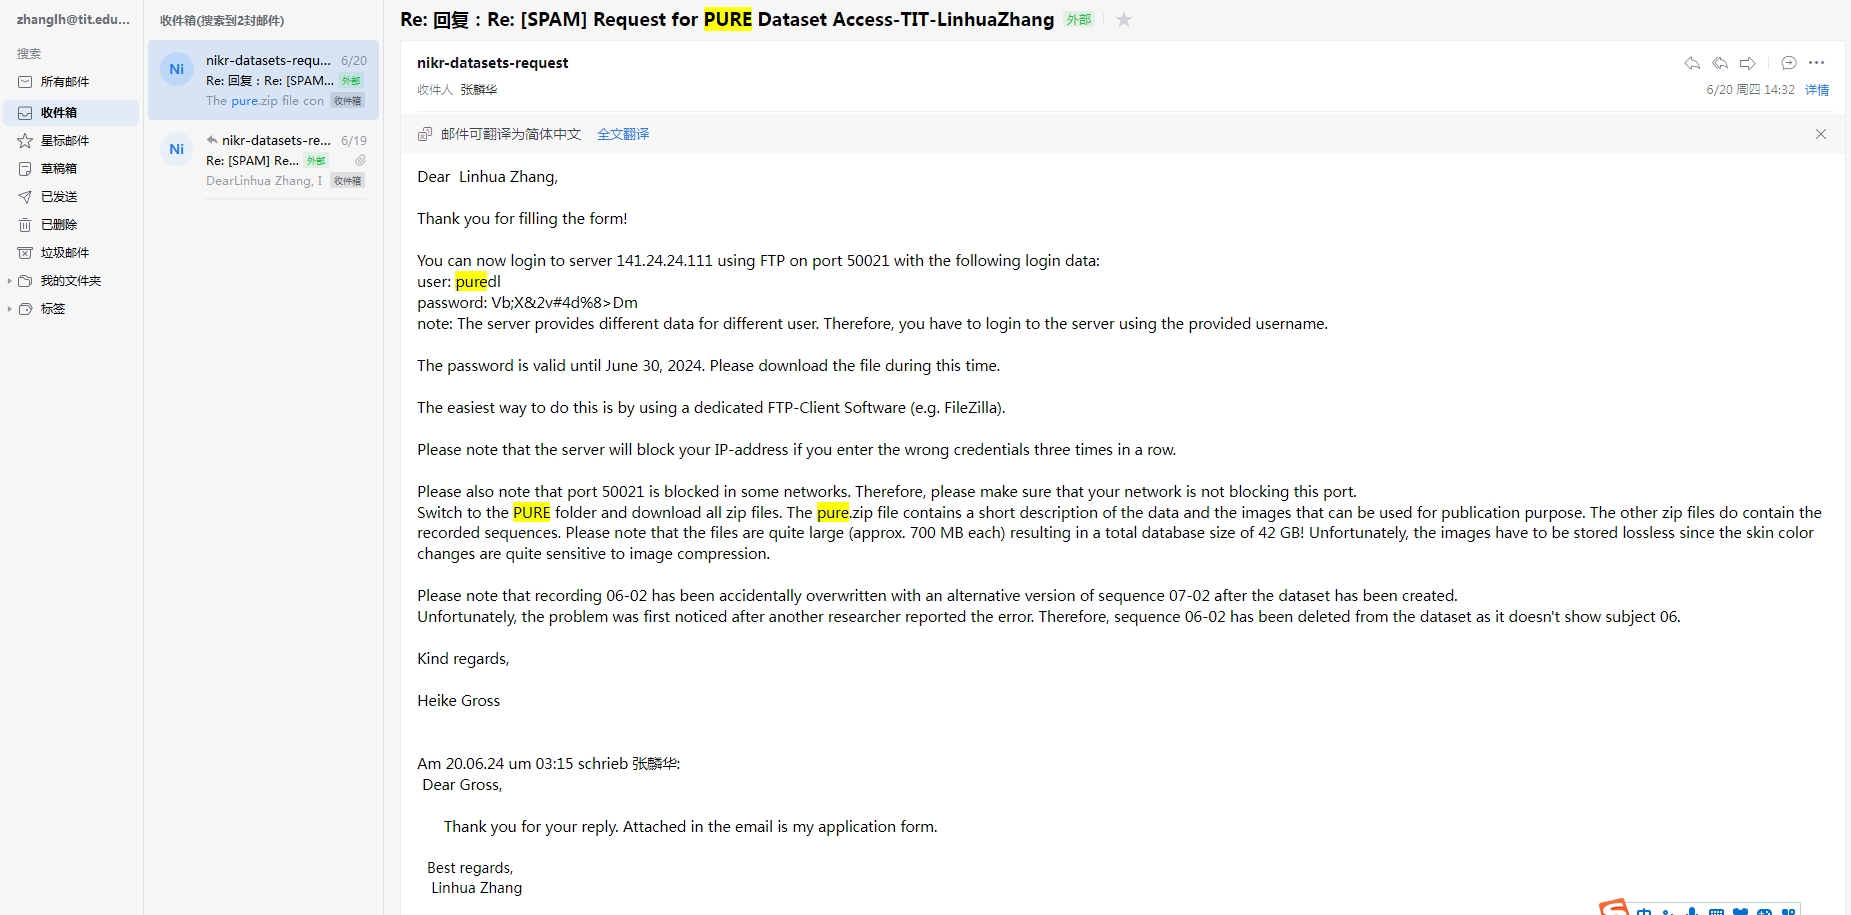 zhanglh@tit.edu...
搜索
所有邮件
收件箱
星标邮件
草稿箱
已发送
已删除
垃圾邮件
我的文件夹
标签
收件箱(搜索到2封邮件)
Ni
nikr-datasets-requ... 6/20
Re: 回复：Re: [SPAM... 外部
The pure.zip file con 收件箱
Ni
nikr-datasets-re... 6/19
Re: [SPAM] Re... 外部
DearLinhua Zhang, I 收件箱
Re: 回复：Re: [SPAM] Request for PURE Dataset Access-TIT-LinhuaZhang 外部
nikr-datasets-request
收件人 张麟华
6/20 周四 14:32 详情
邮件可翻译为简体中文 全文翻译
Dear Linhua Zhang,
Thank you for filling the form!
You can now login to server 141.24.24.111 using FTP on port 50021 with the following login data:
user: puredl
password: Vb;X&2v#4d%8>Dm
note: The server provides different data for different user. Therefore, you have to login to the server using the provided username.
The password is valid until June 30, 2024. Please download the file during this time.
The easiest way to do this is by using a dedicated FTP-Client Software (e.g. FileZilla).
Please note that the server will block your IP-address if you enter the wrong credentials three times in a row.
Please also note that port 50021 is blocked in some networks. Therefore, please make sure that your network is not blocking this port.
Switch to the PURE folder and download all zip files. The pure.zip file contains a short description of the data and the images that can be used for publication purpose. The other zip files do contain the
recorded sequences. Please note that the files are quite large (approx. 700 MB each) resulting in a total database size of 42 GB! Unfortunately, the images have to be stored lossless since the skin color
changes are quite sensitive to image compression.
Please note that recording 06-02 has been accidentally overwritten with an alternative version of sequence 07-02 after the dataset has been created.
Unfortunately, the problem was first noticed after another researcher reported the error. Therefore, sequence 06-02 has been deleted from the dataset as it doesn't show subject 06.
Kind regards,
Heike Gross
Am 20.06.24 um 03:15 schrieb 张麟华:
Dear Gross,
Thank you for your reply. Attached in the email is my application form.
Best regards,
Linhua Zhang